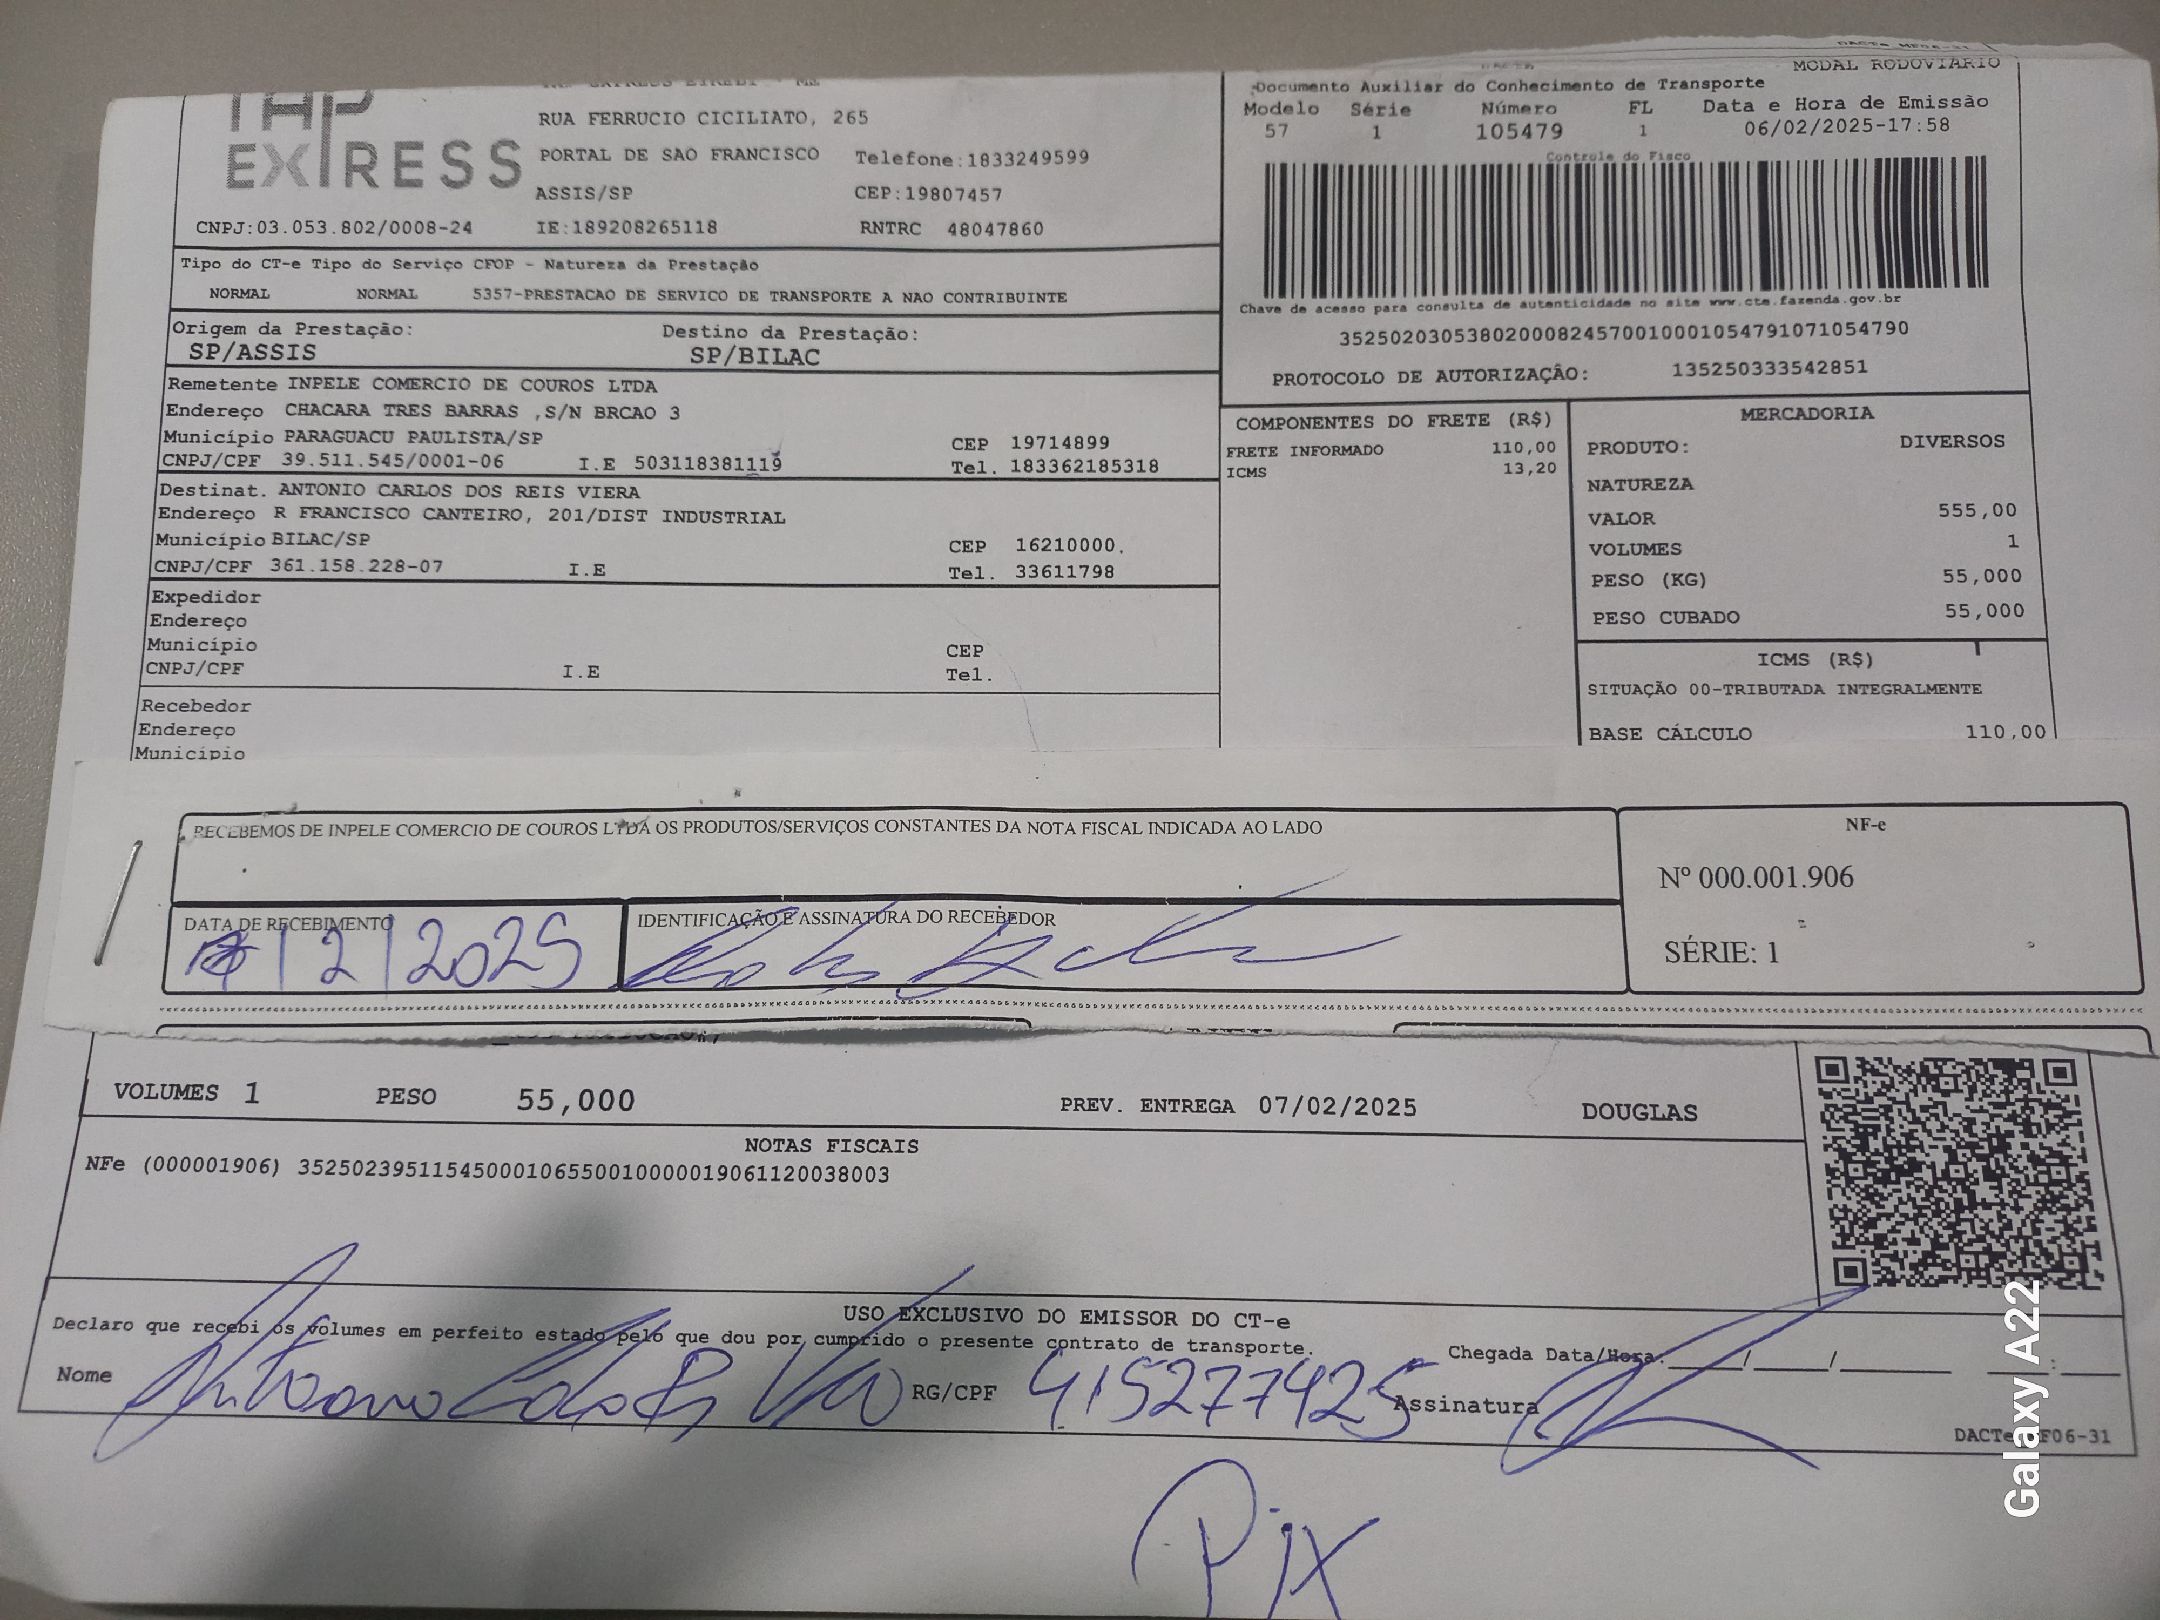 TAP
EXPRESS
RUA FERRUCIO CICILIATO, 265
PORTAL DE SAO FRANCISCO Telefone:1833249599
ASSIS/SP CEP:19807457
CNPJ:03.053.802/0008-24 IE:189208265118 RNTRC 48047860
DACTe MF06-31
MODAL RODOVIÁRIO
Documento Auxiliar do Conhecimento de Transporte
Modelo Série Número FL Data e Hora de Emissão
57 1 105479 1 06/02/2025-17:58
Controle do Fisco
Chave de acesso para consulta de autenticidade no site www.cte.fazenda.gov.br
35250203053802000824570010001054791071054790
PROTOCOLO DE AUTORIZAÇÃO: 135250333542851
Tipo do CT-e Tipo do Serviço CFOP - Natureza da Prestação
NORMAL NORMAL 5357-PRESTACAO DE SERVICO DE TRANSPORTE A NAO CONTRIBUINTE
Origem da Prestação: Destino da Prestação:
SP/ASSIS SP/BILAC
Remetente INPELE COMERCIO DE COUROS LTDA
Endereço CHACARA TRES BARRAS ,S/N BRCAO 3
Município PARAGUACU PAULISTA/SP CEP 19714899
CNPJ/CPF 39.511.545/0001-06 I.E 503118381119 Tel. 183362185318
Destinat. ANTONIO CARLOS DOS REIS VIERA
Endereço R FRANCISCO CANTEIRO, 201/DIST INDUSTRIAL
Município BILAC/SP CEP 16210000
CNPJ/CPF 361.158.228-07 I.E Tel. 33611798
Expedidor
Endereço
Município CEP
CNPJ/CPF I.E Tel.
Recebedor
Endereço
Município
COMPONENTES DO FRETE (R$)
FRETE INFORMADO 110,00
ICMS 13,20
MERCADORIA
PRODUTO: DIVERSOS
NATUREZA
VALOR 555,00
VOLUMES 1
PESO (KG) 55,000
PESO CUBADO 55,000
ICMS (R$)
SITUAÇÃO 00-TRIBUTADA INTEGRALMENTE
BASE CÁLCULO 110,00
RECEBEMOS DE INPELE COMERCIO DE COUROS LTDA OS PRODUTOS/SERVIÇOS CONSTANTES DA NOTA FISCAL INDICADA AO LADO
DATA DE RECEBIMENTO
/2/2025
IDENTIFICAÇÃO E ASSINATURA DO RECEBEDOR
NF-e
Nº 000.001.906
SÉRIE: 1
VOLUMES 1 PESO 55,000 PREV. ENTREGA 07/02/2025 DOUGLAS
NOTAS FISCAIS
NFe (000001906) 35250239511545000106550010000019061120038003
USO EXCLUSIVO DO EMISSOR DO CT-e
Declaro que recebi os volumes em perfeito estado pelo que dou por cumprido o presente contrato de transporte.
Chegada Data/Hora: / / :
Nome Antonio RG/CPF 415277425 Assinatura
DACTe MF06-31
Pix
Galaxy A22